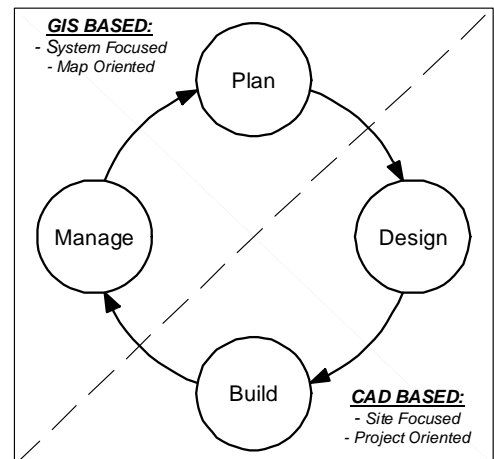 GIS BASED:
- System Focused
- Map Oriented
Plan
Manage
Design
Build
CAD BASED:
- Site Focused
- Project Oriented